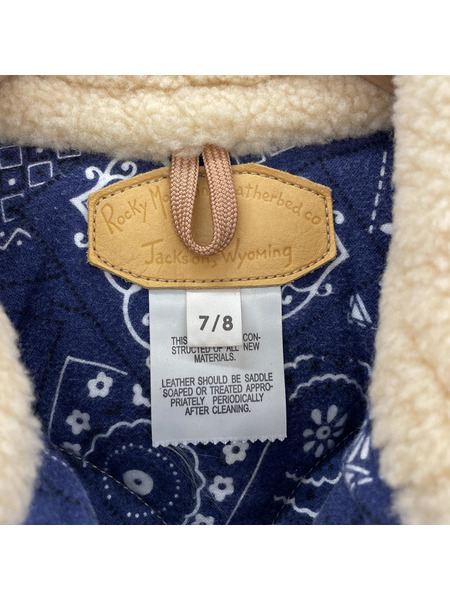 Rocky Mo therbed co
Jackson, Wyoming
7/8
THIS CON-
STRUCTED OF ALL NEW
MATERIALS.
LEATHER SHOULD BE SADDLE
SOAPED OR TREATED APPRO-
PRIATELY PERIODICALLY
AFTER CLEANING.